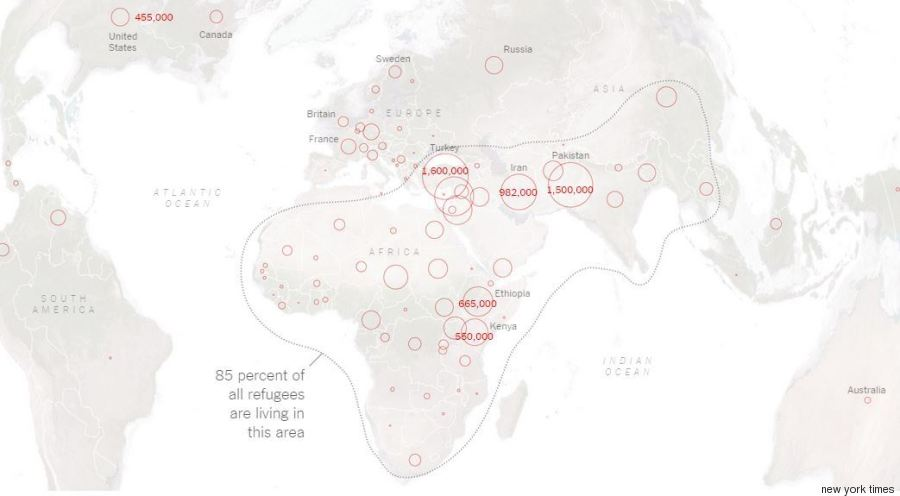 455,000
United
States
Canada
Russia
Sweden
ASIA
Britain
EUROPE
France
Turkey
Pakistan
1,600,000
Iran
982,000
1,500,000
ATLANTIC
OCEAN
AFRICA
SOUTH
AMERICA
Ethiopia
665,000
Kenya
550,000
INDIAN
OCEAN
85 percent of
all refugees
are living in
this area
Australia
new york times